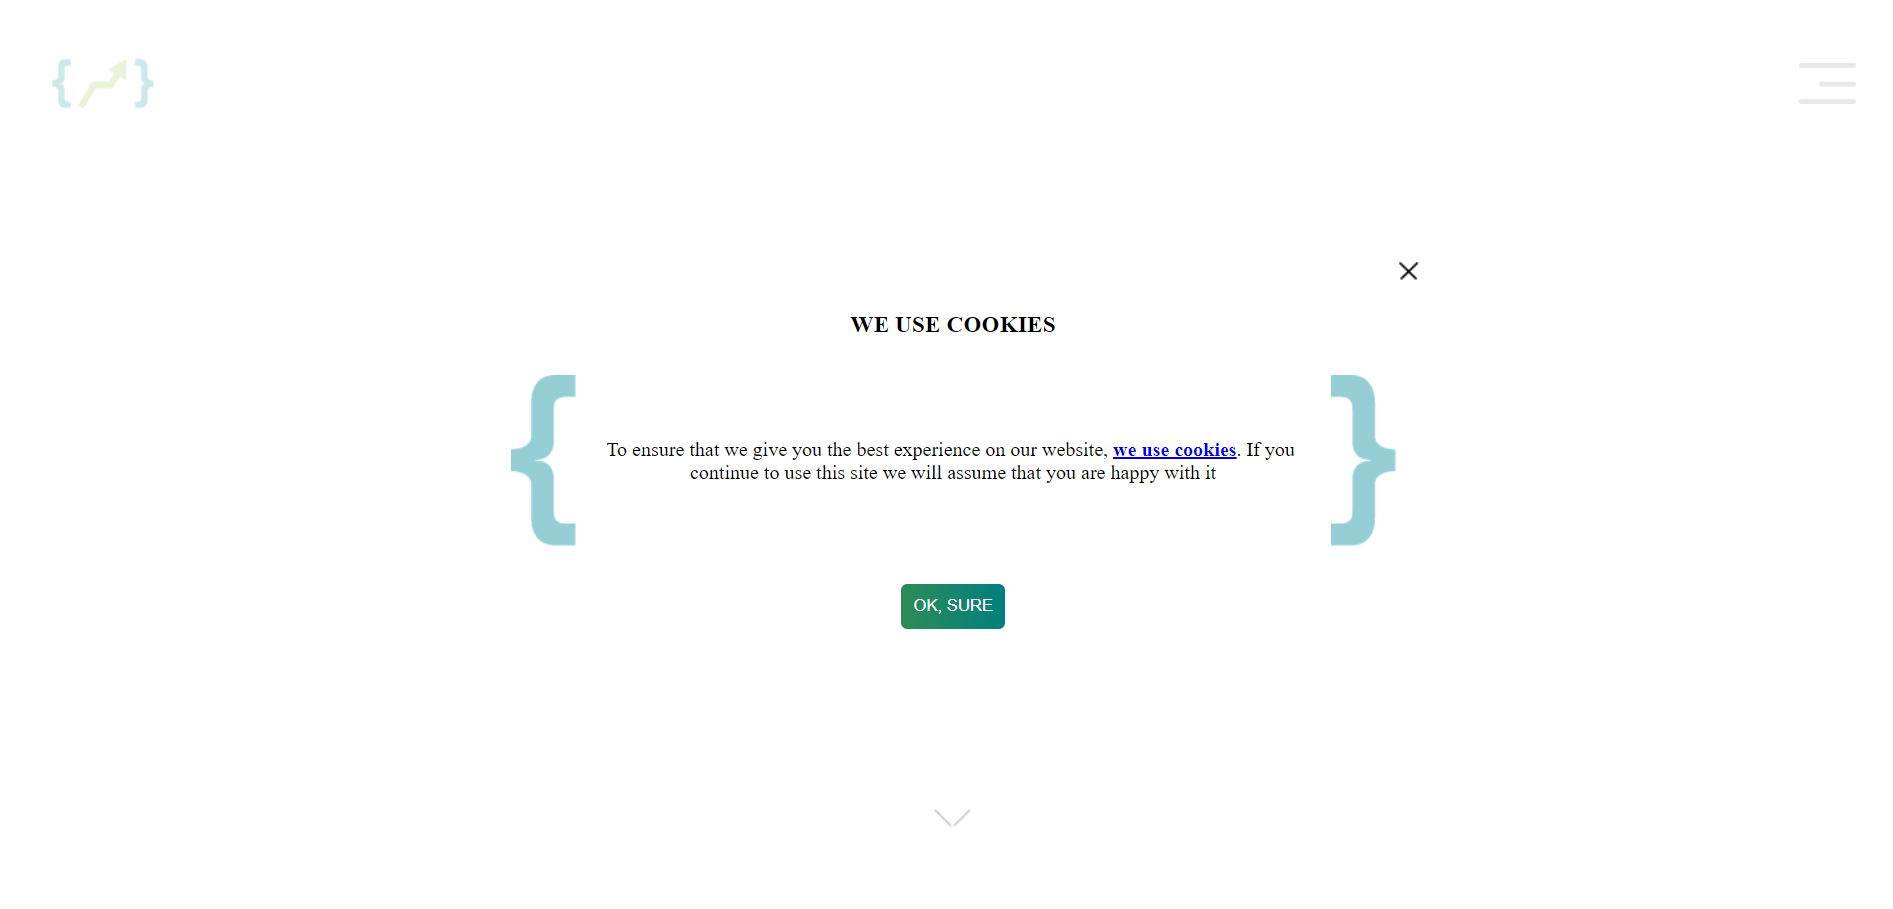 WE USE COOKIES
To ensure that we give you the best experience on our website, we use cookies. If you
continue to use this site we will assume that you are happy with it
OK, SURE